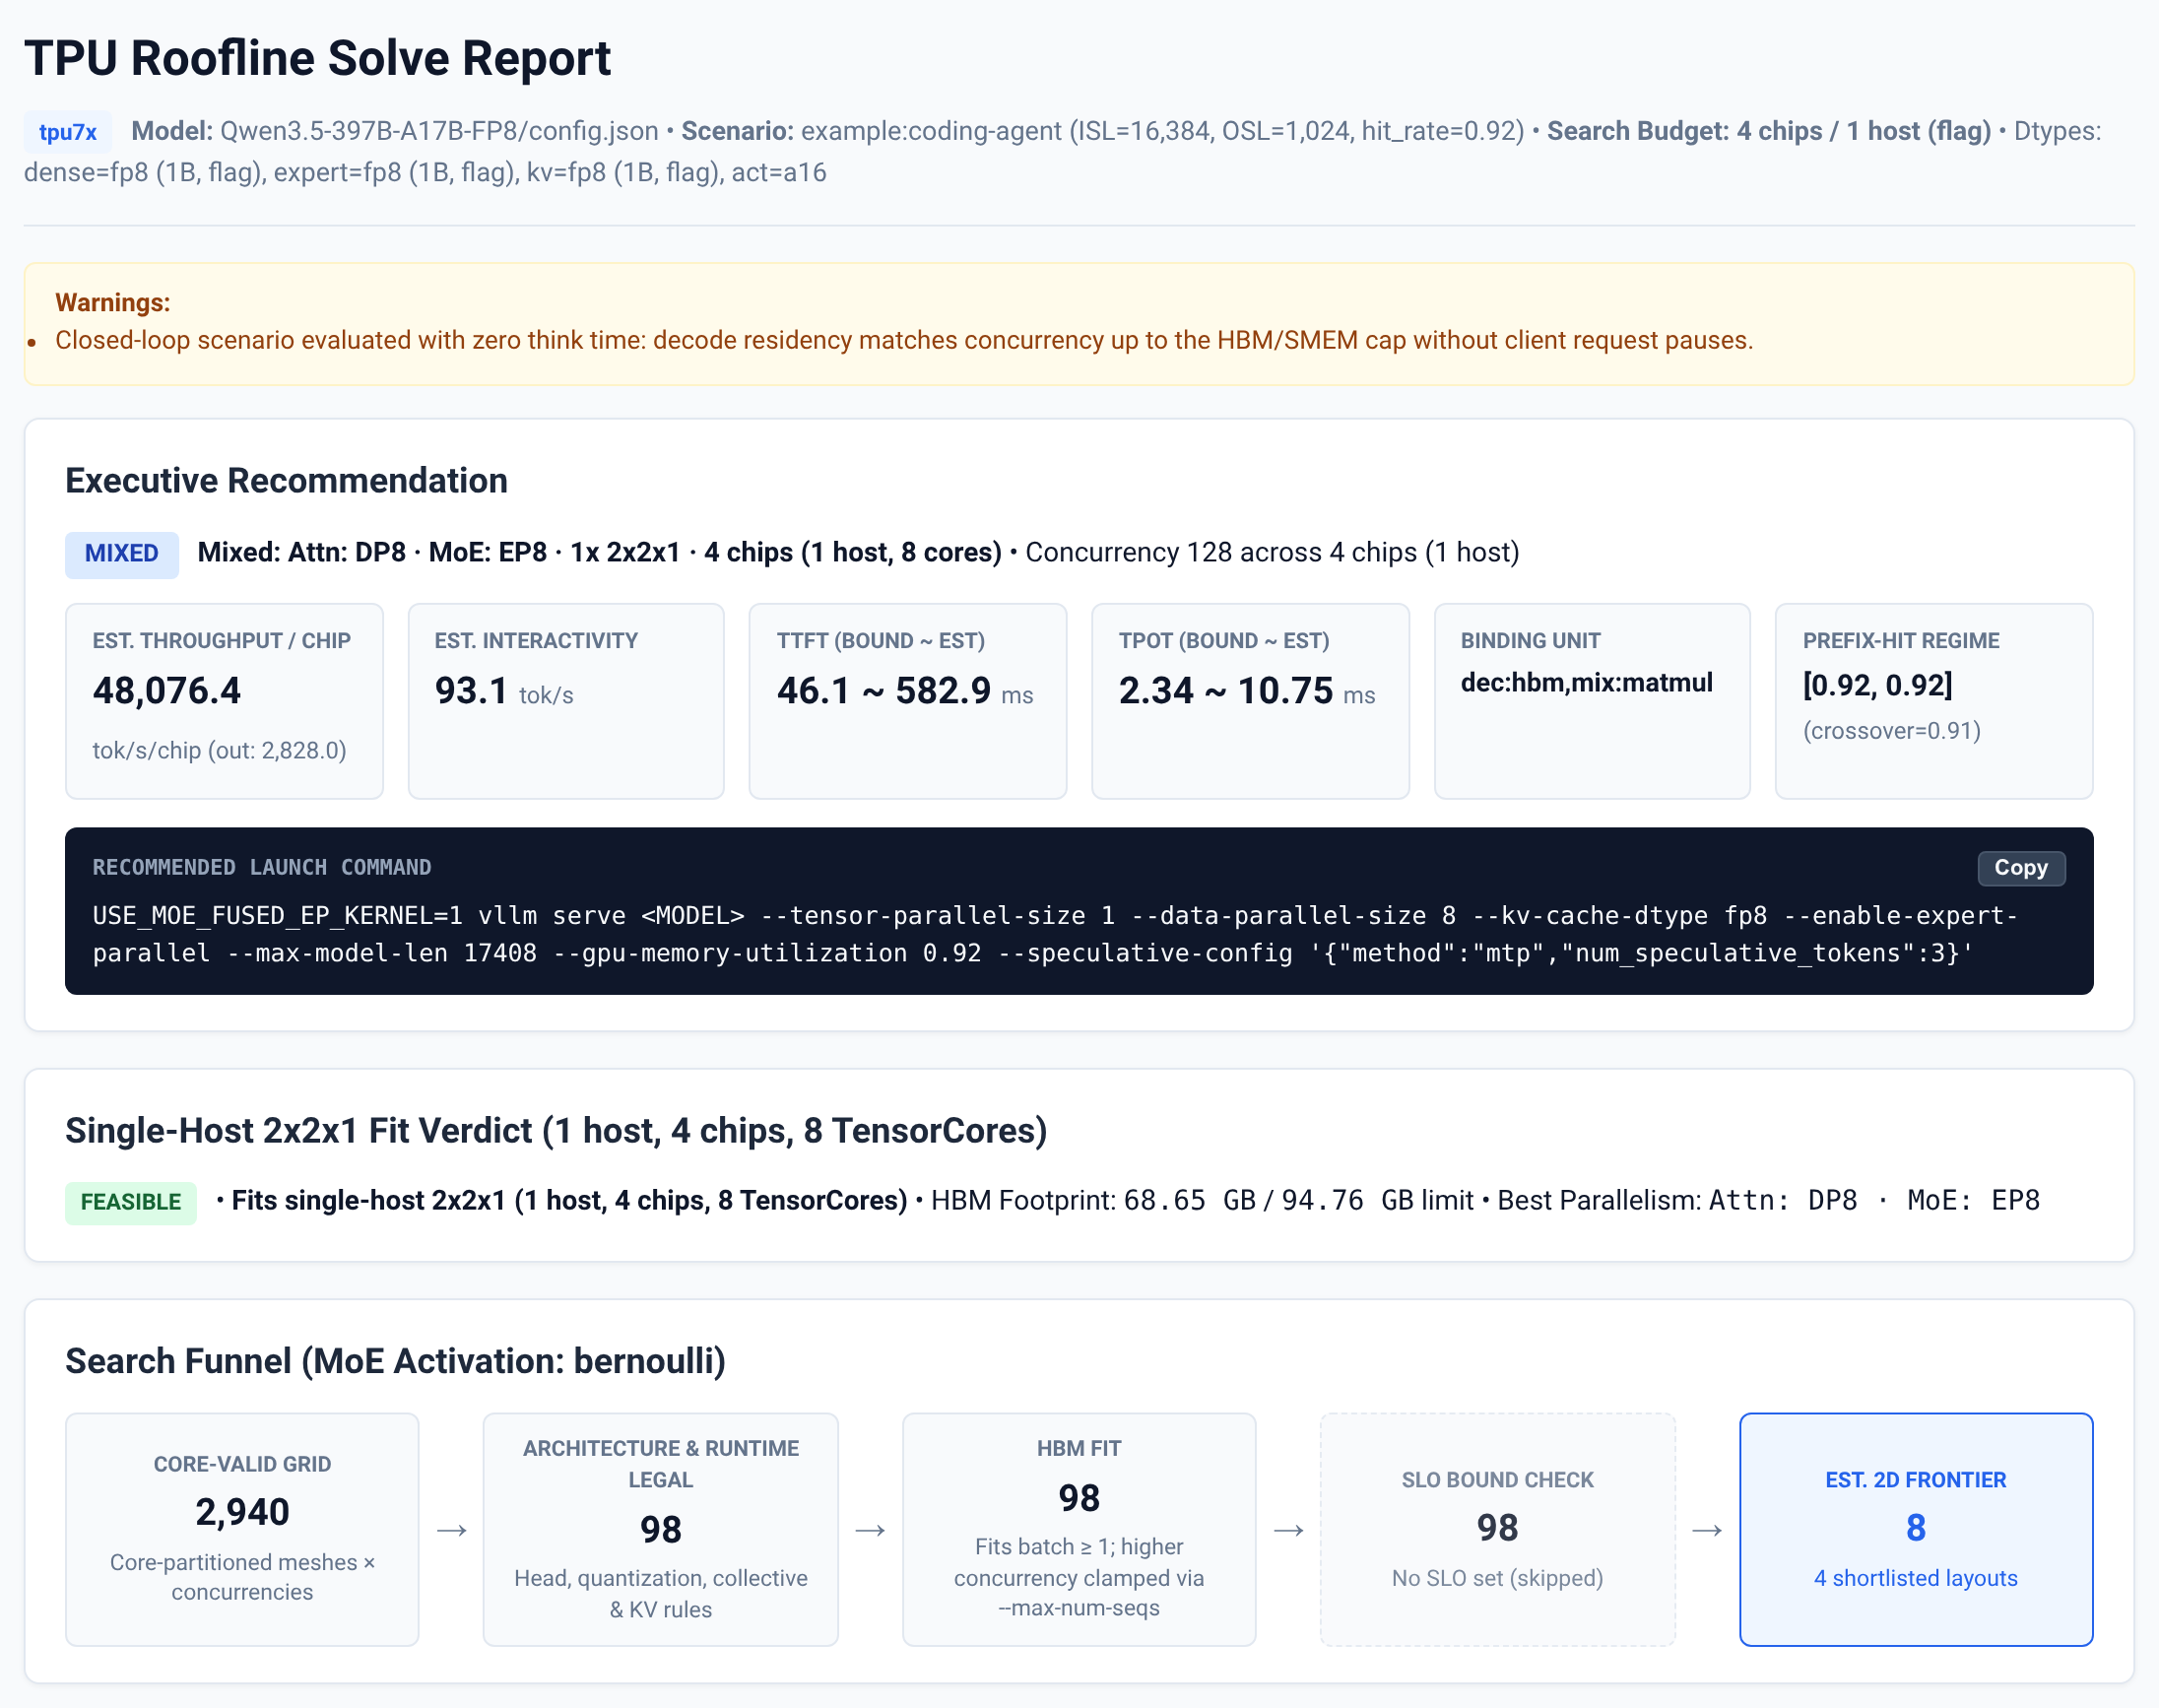 TPU Roofline Solve Report
tpu7x Model: Qwen3.5-397B-A17B-FP8/config.json • Scenario: example:coding-agent (ISL=16,384, OSL=1,024, hit_rate=0.92) • Search Budget: 4 chips / 1 host (flag) • Dtypes:
dense=fp8 (1B, flag), expert=fp8 (1B, flag), kv=fp8 (1B, flag), act=a16
Warnings:
• Closed-loop scenario evaluated with zero think time: decode residency matches concurrency up to the HBM/SMEM cap without client request pauses.
Executive Recommendation
MIXED Mixed: Attn: DP8 · MoE: EP8 · 1x 2x2x1 · 4 chips (1 host, 8 cores) • Concurrency 128 across 4 chips (1 host)
EST. THROUGHPUT / CHIP
48,076.4
tok/s/chip (out: 2,828.0)
EST. INTERACTIVITY
93.1 tok/s
TTFT (BOUND ~ EST)
46.1 ~ 582.9 ms
TPOT (BOUND ~ EST)
2.34 ~ 10.75 ms
BINDING UNIT
dec:hbm,mix:matmul
PREFIX-HIT REGIME
[0.92, 0.92]
(crossover=0.91)
RECOMMENDED LAUNCH COMMAND
Copy
USE_MOE_FUSED_EP_KERNEL=1 vllm serve <MODEL> --tensor-parallel-size 1 --data-parallel-size 8 --kv-cache-dtype fp8 --enable-expert-
parallel --max-model-len 17408 --gpu-memory-utilization 0.92 --speculative-config '{"method":"mtp","num_speculative_tokens":3}'
Single-Host 2x2x1 Fit Verdict (1 host, 4 chips, 8 TensorCores)
FEASIBLE • Fits single-host 2x2x1 (1 host, 4 chips, 8 TensorCores) • HBM Footprint: 68.65 GB / 94.76 GB limit • Best Parallelism: Attn: DP8 · MoE: EP8
Search Funnel (MoE Activation: bernoulli)
CORE-VALID GRID
2,940
Core-partitioned meshes ×
concurrencies
→
ARCHITECTURE & RUNTIME
LEGAL
98
Head, quantization, collective
& KV rules
→
HBM FIT
98
Fits batch ≥ 1; higher
concurrency clamped via
--max-num-seqs
→
SLO BOUND CHECK
98
No SLO set (skipped)
→
EST. 2D FRONTIER
8
4 shortlisted layouts